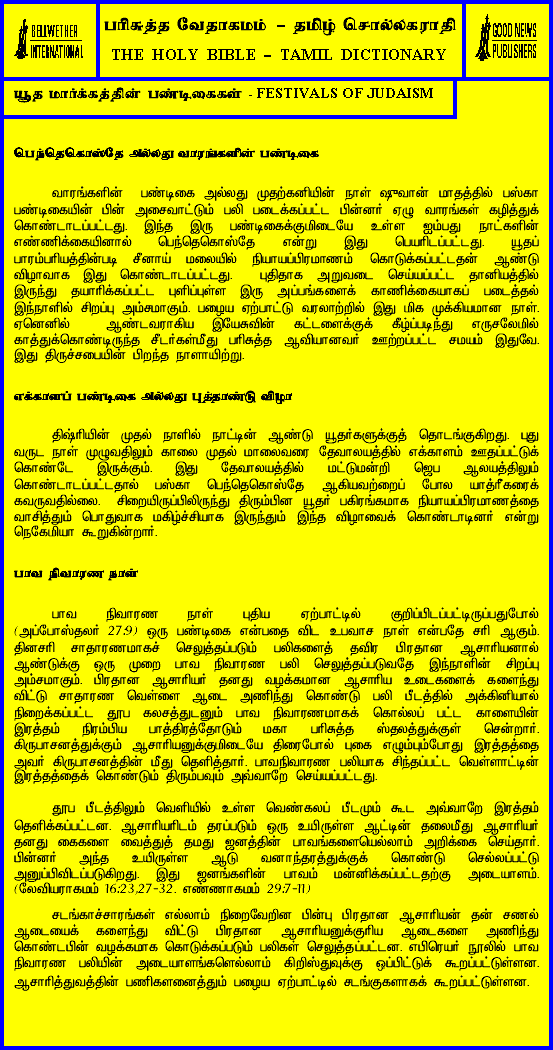 BELLWETHER
INTERNATIONAL
பரிசுத்த வேதாகமம் – தமிழ் சொல்லகராதி
THE HOLY BIBLE – TAMIL DICTIONARY
GOOD NEWS
PUBLISHERS
யூத மார்க்கத்தின் பண்டிகைகள் - FESTIVALS OF JUDAISM
பெந்தெகொஸ்தே அல்லது வாரங்களின் பண்டிகை
வாரங்களின் பண்டிகை அல்லது முதற்கனியின் நாள் ஷுவான் மாதத்தில் பஸ்கா
பண்டிகையின் பின் அசைவாட்டும் பலி படைக்கப்பட்ட பின்னர் ஏழு வாரங்கள் கழித்துக்
கொண்டாடப்பட்டது. இந்த இரு பண்டிகைக்குமிடையே உள்ள ஐம்பது நாட்களின்
எண்ணிக்கையினால் பெந்தெகொஸ்தே என்று இது பெயரிடப்பட்டது. யூதப்
பாரம்பரியத்தின்படி சீனாய் மலையில் நியாயப்பிரமாணம் கொடுக்கப்பட்டதன் ஆண்டு
விழாவாக இது கொண்டாடப்பட்டது. புதிதாக அறுவடை செய்யப்பட்ட தானியத்தில்
இருந்து தயாரிக்கப்பட்ட புளிப்புள்ள இரு அப்பங்களைக் காணிக்கையாகப் படைத்தல்
இந்நாளில் சிறப்பு அம்சமாகும். பழைய ஏற்பாட்டு வரலாற்றில் இது மிக முக்கியமான நாள்.
ஏனெனில் ஆண்டவராகிய இயேசுவின் கட்டளைக்குக் கீழ்ப்படிந்து எருசலேமில்
காத்துக்கொண்டிருந்த சீடர்கள்மீது பரிசுத்த ஆவியானவர் ஊற்றப்பட்ட சமயம் இதுவே.
இது திருச்சபையின் பிறந்த நாளாயிற்று.
எக்காளப் பண்டிகை அல்லது புத்தாண்டு விழா
திஷ்ரியின் முதல் நாளில் நாட்டின் ஆண்டு யூதர்களுக்குத் தொடங்குகிறது. புது
வருட நாள் முழுவதிலும் காலை முதல் மாலைவரை தேவாலயத்தில் எக்காளம் ஊதப்பட்டுக்
கொண்டே இருக்கும். இது தேவாலயத்தில் மட்டுமன்றி ஜெப ஆலயத்திலும்
கொண்டாடப்பட்டதால் பஸ்கா பெந்தெகொஸ்தே ஆகியவற்றைப் போல யாத்ரீகரைக்
கவருவதில்லை. சிறையிருப்பிலிருந்து திரும்பின யூதர் பகிரங்கமாக நியாயப்பிரமாணத்தை
வாசித்தும் பொதுவாக மகிழ்ச்சியாக இருந்தும் இந்த விழாவைக் கொண்டாடினர் என்று
நெகேமியா கூறுகின்றார்.
பாவ நிவாரண நாள்
பாவ நிவாரண நாள் புதிய ஏற்பாட்டில் குறிப்பிடப்பட்டிருப்பதுபோல்
(அப்போஸ்தலர் 27:9) ஒரு பண்டிகை என்பதை விட உபவாச நாள் என்பதே சரி ஆகும்.
தினசரி சாதாரணமாகச் செலுத்தப்படும் பலிகளைத் தவிர பிரதான ஆசாரியனால்
ஆண்டுக்கு ஒரு முறை பாவ நிவாரண பலி செலுத்தப்படுவதே இந்நாளின் சிறப்பு
அம்சமாகும். பிரதான ஆசாரியர் தனது வழக்கமான ஆசாரிய உடைகளைக் களைந்து
விட்டு சாதாரண வெள்ளை ஆடை அணிந்து கொண்டு பலி பீடத்தில் அக்கினியால்
நிறைக்கப்பட்ட தூப கலசத்துடனும் பாவ நிவாரணமாகக் கொல்லப் பட்ட காளையின்
இரத்தம் நிரம்பிய பாத்திரத்தோடும் மகா பரிசுத்த ஸ்தலத்துக்குள் சென்றார்.
கிருபாசனத்துக்கும் ஆசாரியனுக்குமிடையே திரைபோல் புகை எழும்பும்போது இரத்தத்தை
அவர் கிருபாசனத்தின் மீது தெளித்தார். பாவநிவாரண பலியாக சிந்தப்பட்ட வெள்ளாட்டின்
இரத்தத்தைக் கொண்டும் திரும்பவும் அவ்வாறே செய்யப்பட்டது.
தூப பீடத்திலும் வெளியில் உள்ள வெண்கலப் பீடமும் கூட அவ்வாறே இரத்தம்
தெளிக்கப்பட்டன. ஆசாரியரிடம் தரப்படும் ஒரு உயிருள்ள ஆட்டின் தலைமீது ஆசாரியர்
தனது கைகளை வைத்துத் தமது ஜனத்தின் பாவங்களையெல்லாம் அறிக்கை செய்தார்.
பின்னர் அந்த உயிருள்ள ஆடு வனாந்தரத்துக்குக் கொண்டு செல்லப்பட்டு
அனுப்பிவிடப்படுகிறது. இது ஜனங்களின் பாவம் மன்னிக்கப்பட்டதற்கு அடையாளம்.
(லேவியராகமம் 16:23,27-32. எண்ணாகமம் 29:7-11)
சடங்காச்சாரங்கள் எல்லாம் நிறைவேறின பின்பு பிரதான ஆசாரியன் தன் சணல்
ஆடையைக் களைந்து விட்டு பிரதான ஆசாரியனுக்குரிய ஆடைகளை அணிந்து
கொண்டபின் வழக்கமாக கொடுக்கப்படும் பலிகள் செலுத்தப்பட்டன. எபிரெயர் நூலில் பாவ
நிவாரண பலியின் அடையாளங்களெல்லாம் கிறிஸ்துவுக்கு ஒப்பிட்டுக் கூறப்பட்டுள்ளன.
ஆசாரித்துவத்தின் பணிகளனைத்தும் பழைய ஏற்பாட்டில் சடங்குகளாகக் கூறப்பட்டுள்ளன.